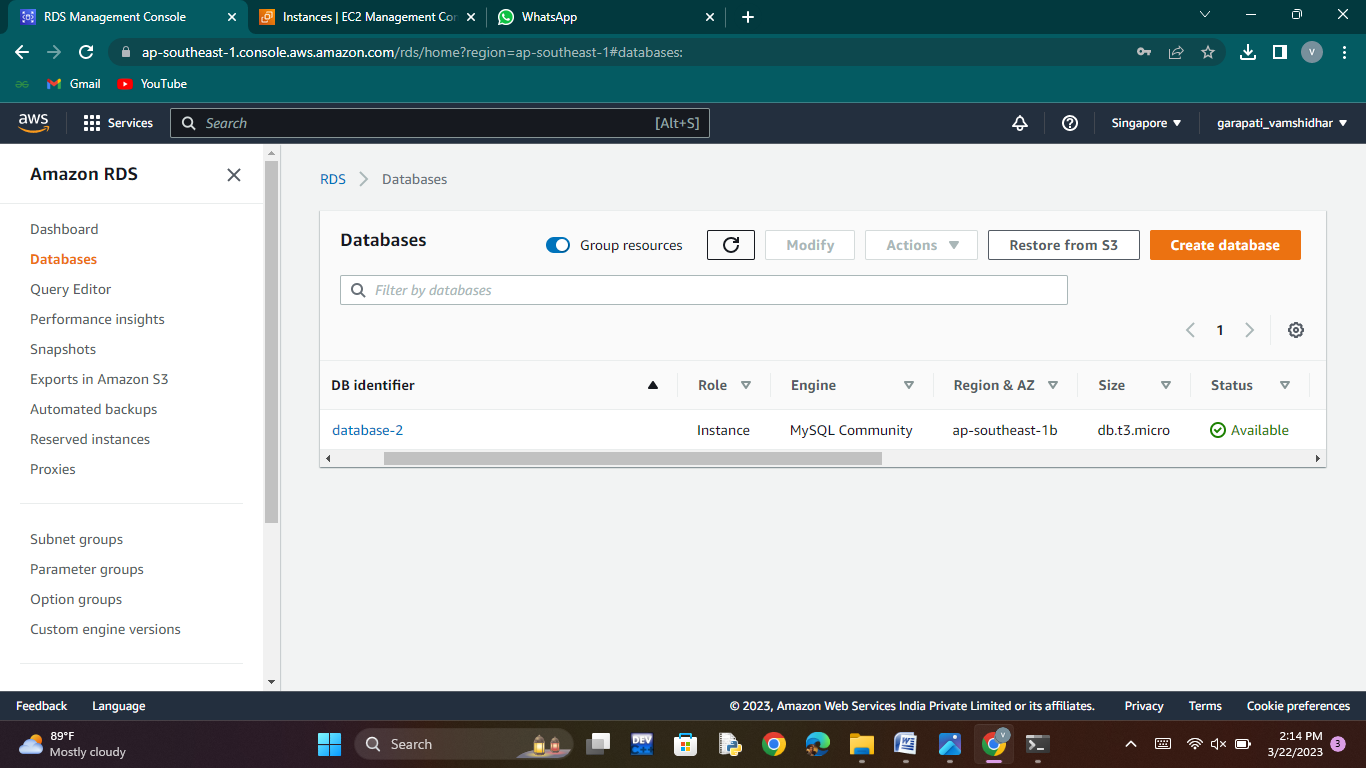 RDS Management Console
Instances | EC2 Management Con
WhatsApp
ap-southeast-1.console.aws.amazon.com/rds/home?region=ap-southeast-1#databases:
V
Gmail
YouTube
aws
Services
Search
[Alt+S]
Singapore
garapati_vamshidhar
Amazon RDS
Dashboard
Databases
Query Editor
Performance insights
Snapshots
Exports in Amazon S3
Automated backups
Reserved instances
Proxies
Subnet groups
Parameter groups
Option groups
Custom engine versions
RDS
Databases
Databases
Group resources
Modify
Actions
Restore from S3
Create database
Filter by databases
1
DB identifier
Role
Engine
Region & AZ
Size
Status
database-2
Instance
MySQL Community
ap-southeast-1b
db.t3.micro
Available
Feedback
Language
© 2023, Amazon Web Services India Private Limited or its affiliates.
Privacy
Terms
Cookie preferences
89°F
Mostly cloudy
Search
DEV
V
2:14 PM
3/22/2023
3